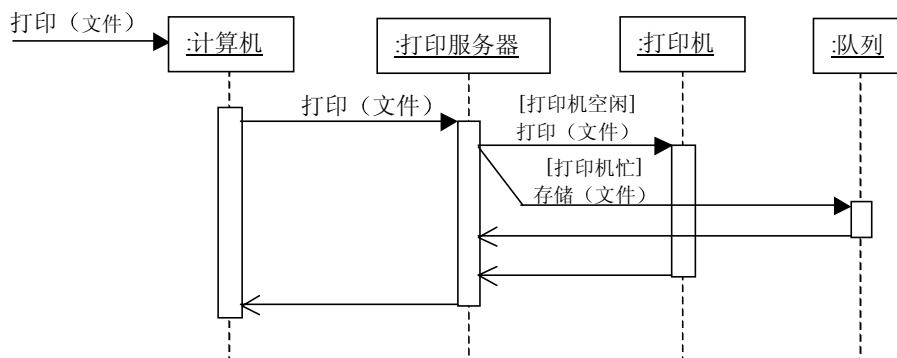 打印（文件）
:计算机
:打印服务器
:打印机
:队列
打印（文件）
[打印机空闲]
打印（文件）
[打印机忙]
存储（文件）